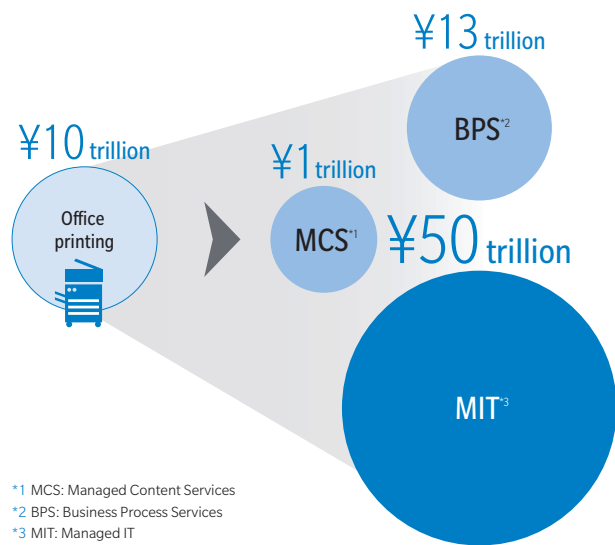 ¥13 trillion
BPS*2
¥10 trillion
Office
printing
¥1 trillion
MCS*1
¥50 trillion
MIT*3
*1 MCS: Managed Content Services
*2 BPS: Business Process Services
*3 MIT: Managed IT